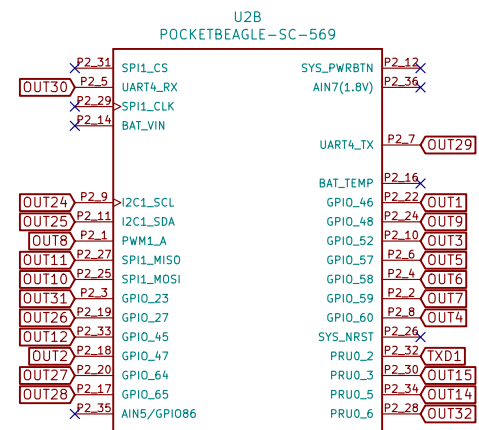 U2B
POCKETBEAGLE-SC-569
P2_31 SPI1_CS SYS_PWRBTN P2_12
OUT30 P2_5 UART4_RX AIN7(1.8V) P2_36
P2_29 SPI1_CLK
P2_14 BAT_VIN
UART4_TX P2_7 OUT29
BAT_TEMP P2_16
OUT24 P2_9 I2C1_SCL GPIO_46 P2_22 OUT1
OUT25 P2_11 I2C1_SDA GPIO_48 P2_24 OUT9
OUT8 P2_1 PWM1_A GPIO_52 P2_10 OUT3
OUT11 P2_27 SPI1_MISO GPIO_57 P2_6 OUT5
OUT10 P2_25 SPI1_MOSI GPIO_58 P2_4 OUT6
OUT31 P2_3 GPIO_23 GPIO_59 P2_2 OUT7
OUT26 P2_19 GPIO_27 GPIO_60 P2_8 OUT4
OUT12 P2_33 GPIO_45 SYS_NRST P2_26
OUT2 P2_18 GPIO_47 PRU0_2 P2_32 TXD1
OUT27 P2_20 GPIO_64 PRU0_3 P2_30 OUT15
OUT28 P2_17 GPIO_65 PRU0_5 P2_34 OUT14
P2_35 AIN5/GPIO86 PRU0_6 P2_28 OUT32